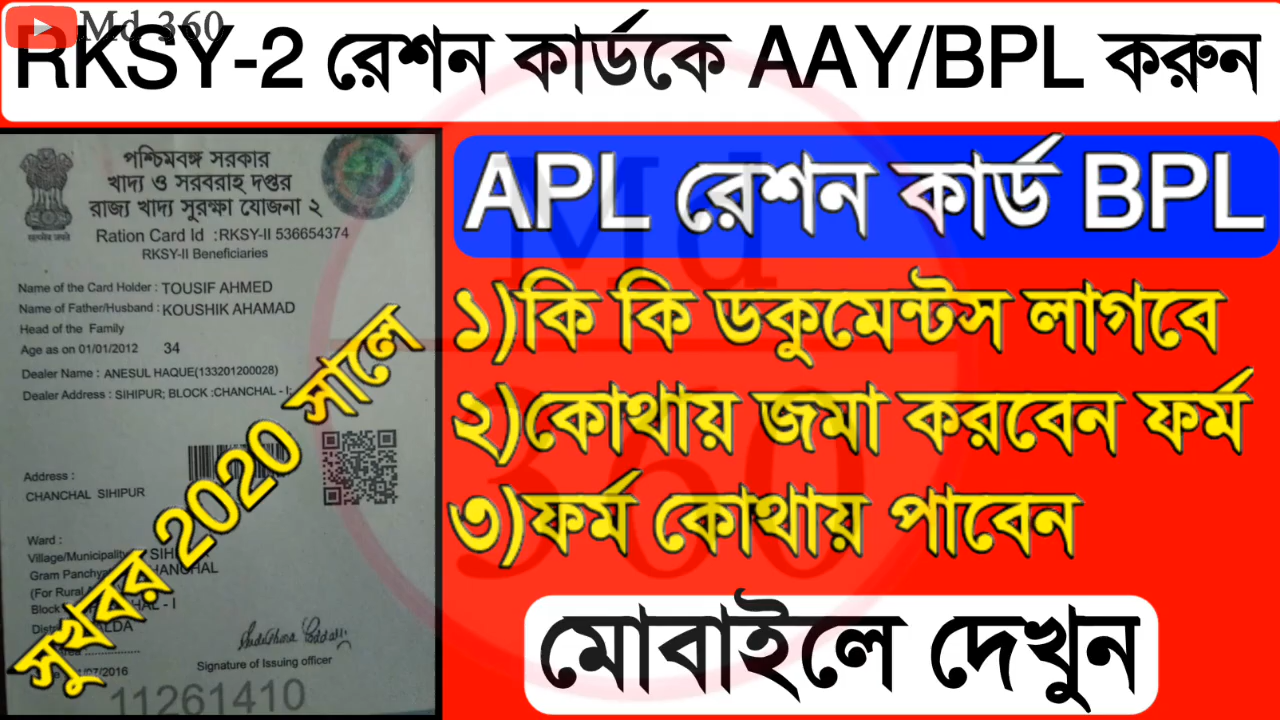 Md 360
RKSY-2 রেশন কার্ডকে AAY/BPL করুন
পশ্চিমবঙ্গ সরকার
খাদ্য ও সরবরাহ দপ্তর
রাজ্য খাদ্য সুরক্ষা যোজনা ২
Ration Card Id :RKSY-II 536654374
RKSY-II Beneficiaries
Name of the Card Holder : TOUSIF AHMED
Name of Father/Husband : KOUSHIK AHAMAD
Head of the Family
Age as on 01/01/2012 34
Dealer Name : ANESUL HAQUE(133201200028)
Dealer Address : SIHIPUR; BLOCK :CHANCHAL - I;
Address :
CHANCHAL SIHIPUR
Ward :
Village/Municipality
Gram
(For Rural
Block - I
/07/2016
Signature of Issuing officer
11261410
সুখবর 2020 সালে
APL রেশন কার্ড BPL
১)কি কি ডকুমেন্টস লাগবে
২)কোথায় জমা করবেন ফর্ম
৩)ফর্ম কোথায় পাবেন
মোবাইলে দেখুন
Md
360